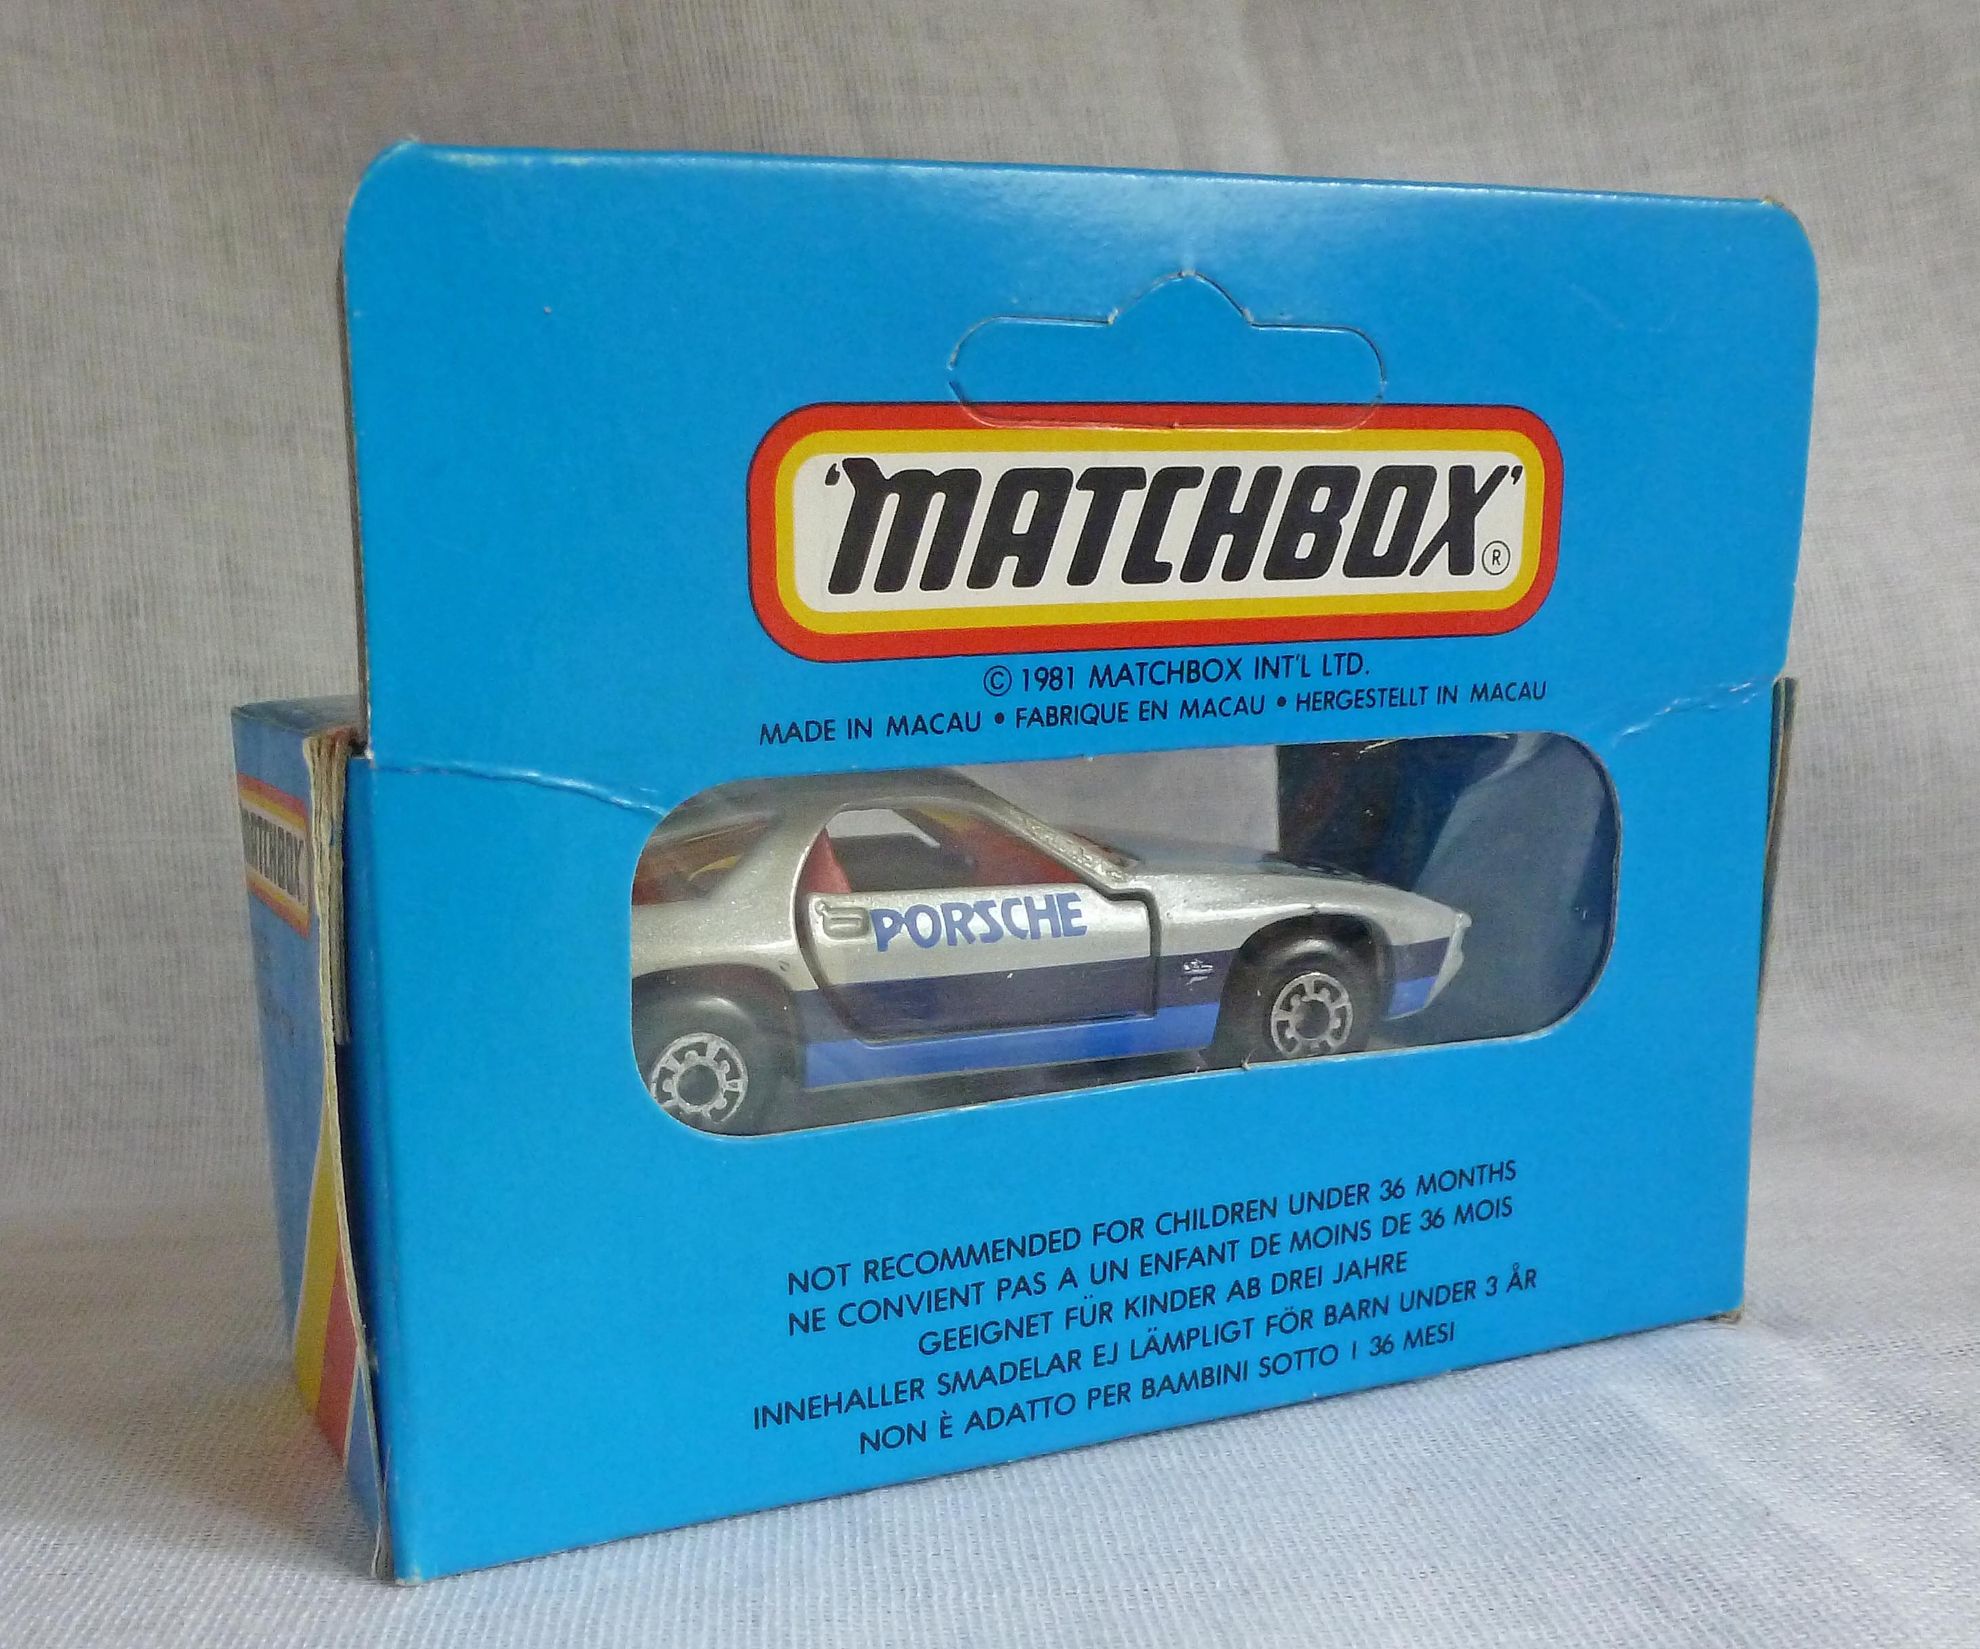 'MATCHBOX'®
© 1981 MATCHBOX INT'L LTD.
MADE IN MACAU • FABRIQUE EN MACAU • HERGESTELLT IN MACAU
MATCHBOX
PORSCHE
NOT RECOMMENDED FOR CHILDREN UNDER 36 MONTHS
NE CONVIENT PAS A UN ENFANT DE MOINS DE 36 MOIS
GEEIGNET FÜR KINDER AB DREI JAHRE
INNEHALLER SMADELAR EJ LÄMPLIGT FÖR BARN UNDER 3 ÅR
NON È ADATTO PER BAMBINI SOTTO I 36 MESI